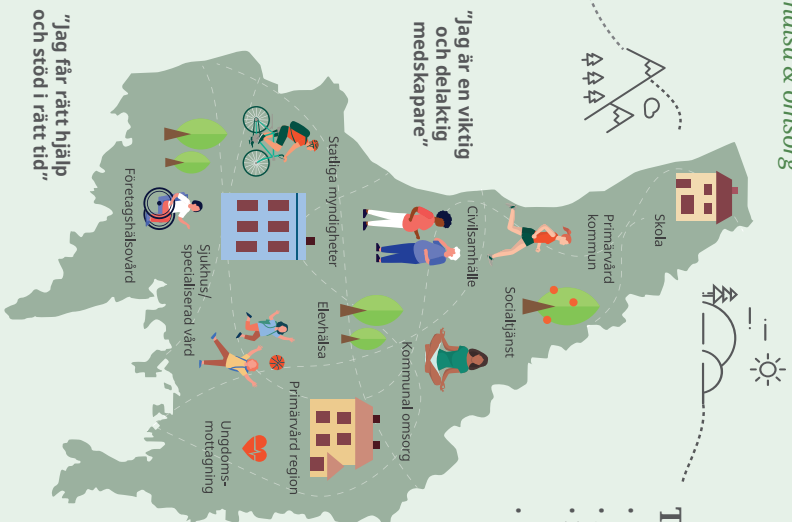 hälsa & omsorg
T
Skola
Primärvård
kommun
Socialtjänst
"Jag är en viktig
och delaktig
medskapare"
Civilsamhälle
Kommunal omsorg
Statliga myndigheter
Elevhälsa
Primärvård region
Ungdoms-
mottagning
Sjukhus/
specialiserad vård
Företagshälsovård
"Jag får rätt hjälp
och stöd i rätt tid"